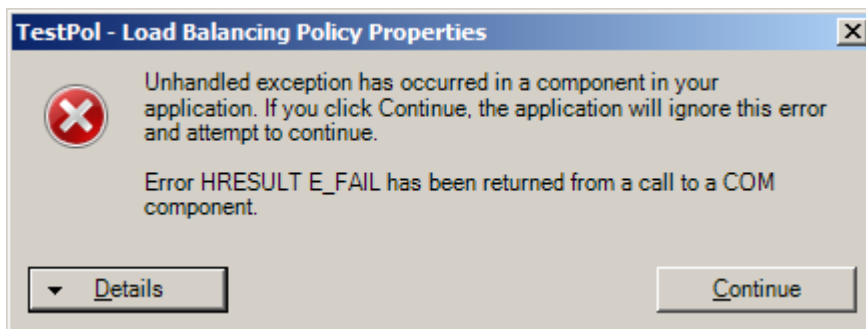 TestPol - Load Balancing Policy Properties
Unhandled exception has occurred in a component in your
application. If you click Continue, the application will ignore this error
and attempt to continue.
Error HRESULT E_FAIL has been returned from a call to a COM
component.
Details
Continue